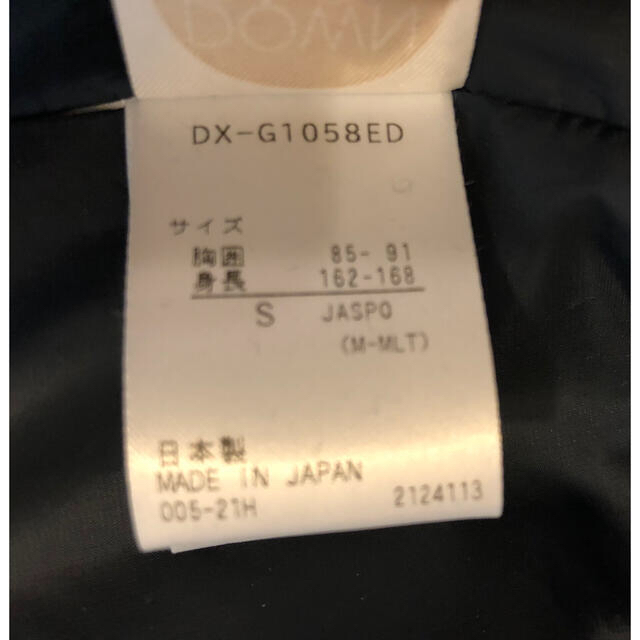 DOWN
DX-G1058ED
サイズ
胸囲 85- 91
身長 162-168
S JASPO
(M-MLT)
日本製
MADE IN JAPAN
005-21H 2124113